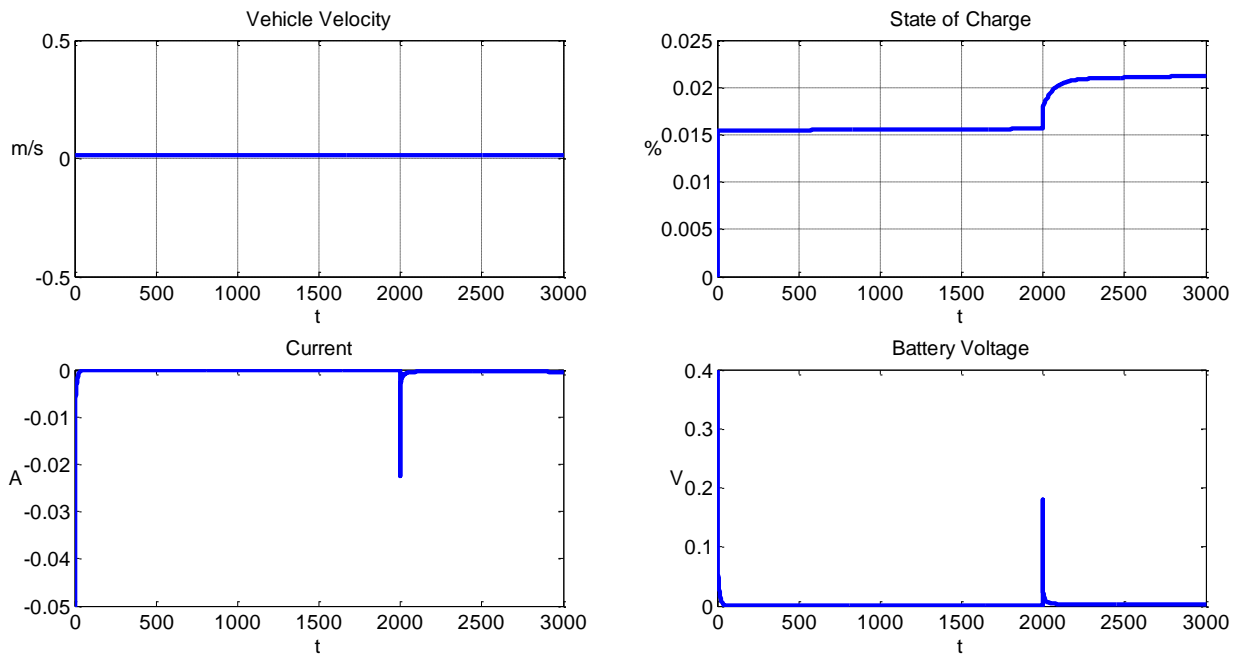 Vehicle Velocity
0.5
m/s
0
-0.5
0 500 1000 1500 2000 2500 3000
t
State of Charge
0.025
0.02
0.015
%
0.01
0.005
0
0 500 1000 1500 2000 2500 3000
t
Current
0
-0.01
-0.02
A
-0.03
-0.04
-0.05
0 500 1000 1500 2000 2500 3000
t
Battery Voltage
0.4
0.3
V
0.2
0.1
0
0 500 1000 1500 2000 2500 3000
t